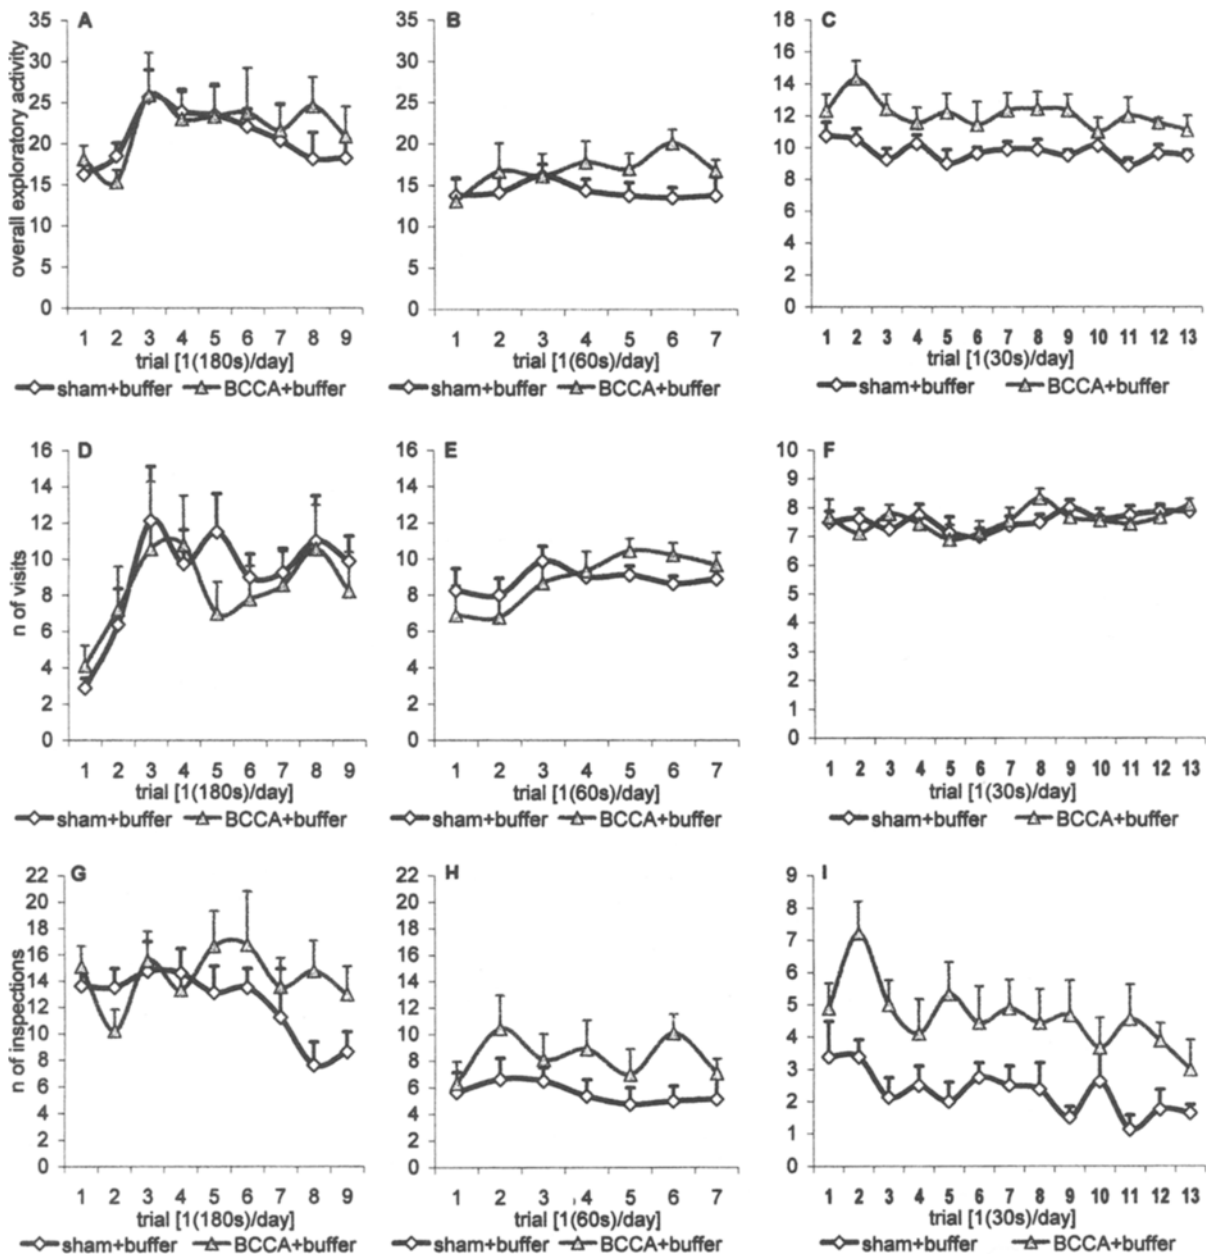 A B C
overall exploratory activity
35
30
25
20
15
10
5
0
1 2 3 4 5 6 7 8 9
trial [1(180s)/day]
sham+buffer BCCA+buffer
35
30
25
20
15
10
5
0
1 2 3 4 5 6 7
trial [1(60s)/day]
sham+buffer BCCA+buffer
18
16
14
12
10
8
6
4
2
0
1 2 3 4 5 6 7 8 9 10 11 12 13
trial [1(30s)/day]
sham+buffer BCCA+buffer
D E F
n of visits
16
14
12
10
8
6
4
2
0
1 2 3 4 5 6 7 8 9
trial [1(180s)/day]
sham+buffer BCCA+buffer
16
14
12
10
8
6
4
2
0
1 2 3 4 5 6 7
trial [1(60s)/day]
sham+buffer BCCA+buffer
10
9
8
7
6
5
4
3
2
1
0
1 2 3 4 5 6 7 8 9 10 11 12 13
trial [1(30s)/day]
sham+buffer BCCA+buffer
G H I
n of inspections
22
20
18
16
14
12
10
8
6
4
2
0
1 2 3 4 5 6 7 8 9
trial [1(180s)/day]
sham+buffer BCCA+buffer
22
20
18
16
14
12
10
8
6
4
2
0
1 2 3 4 5 6 7
trial [1(60s)/day]
sham+buffer BCCA+buffer
9
8
7
6
5
4
3
2
1
0
1 2 3 4 5 6 7 8 9 10 11 12 13
trial [1(30s)/day]
sham+buffer BCCA+buffer